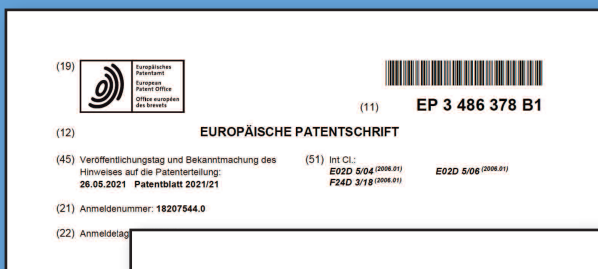 (19)
Europäisches
Patentamt
European
Patent Office
Office européen
des brevets
(11) EP 3 486 378 B1
(12) EUROPÄISCHE PATENTSCHRIFT
(45) Veröffentlichungstag und Bekanntmachung des
Hinweises auf die Patenterteilung:
26.05.2021 Patentblatt 2021/21
(21) Anmeldenummer: 18207544.0
(22) Anmeldetag
(51) Int Cl.:
E02D 5/04 (2006.01) E02D 5/06 (2006.01)
F24D 3/18 (2006.01)